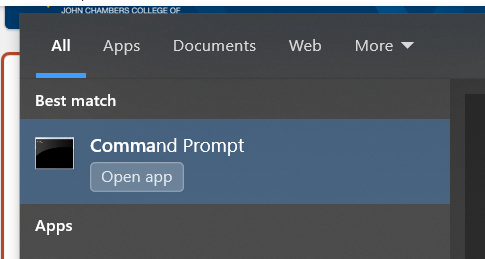 JOHN CHAMBERS COLLEGE OF
All Apps Documents Web More
Best match
Command Prompt
Open app
Apps